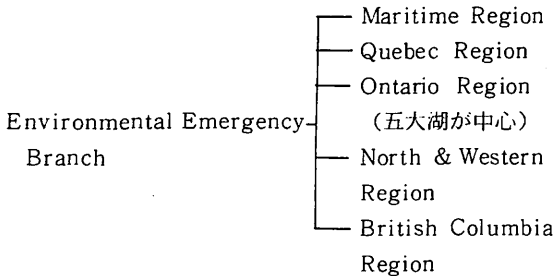 Maritime Region
Quebec Region
Ontario Region
Environmental Emergency
（五大湖が中心）
Branch
North & Western
Region
British Columbia
Region